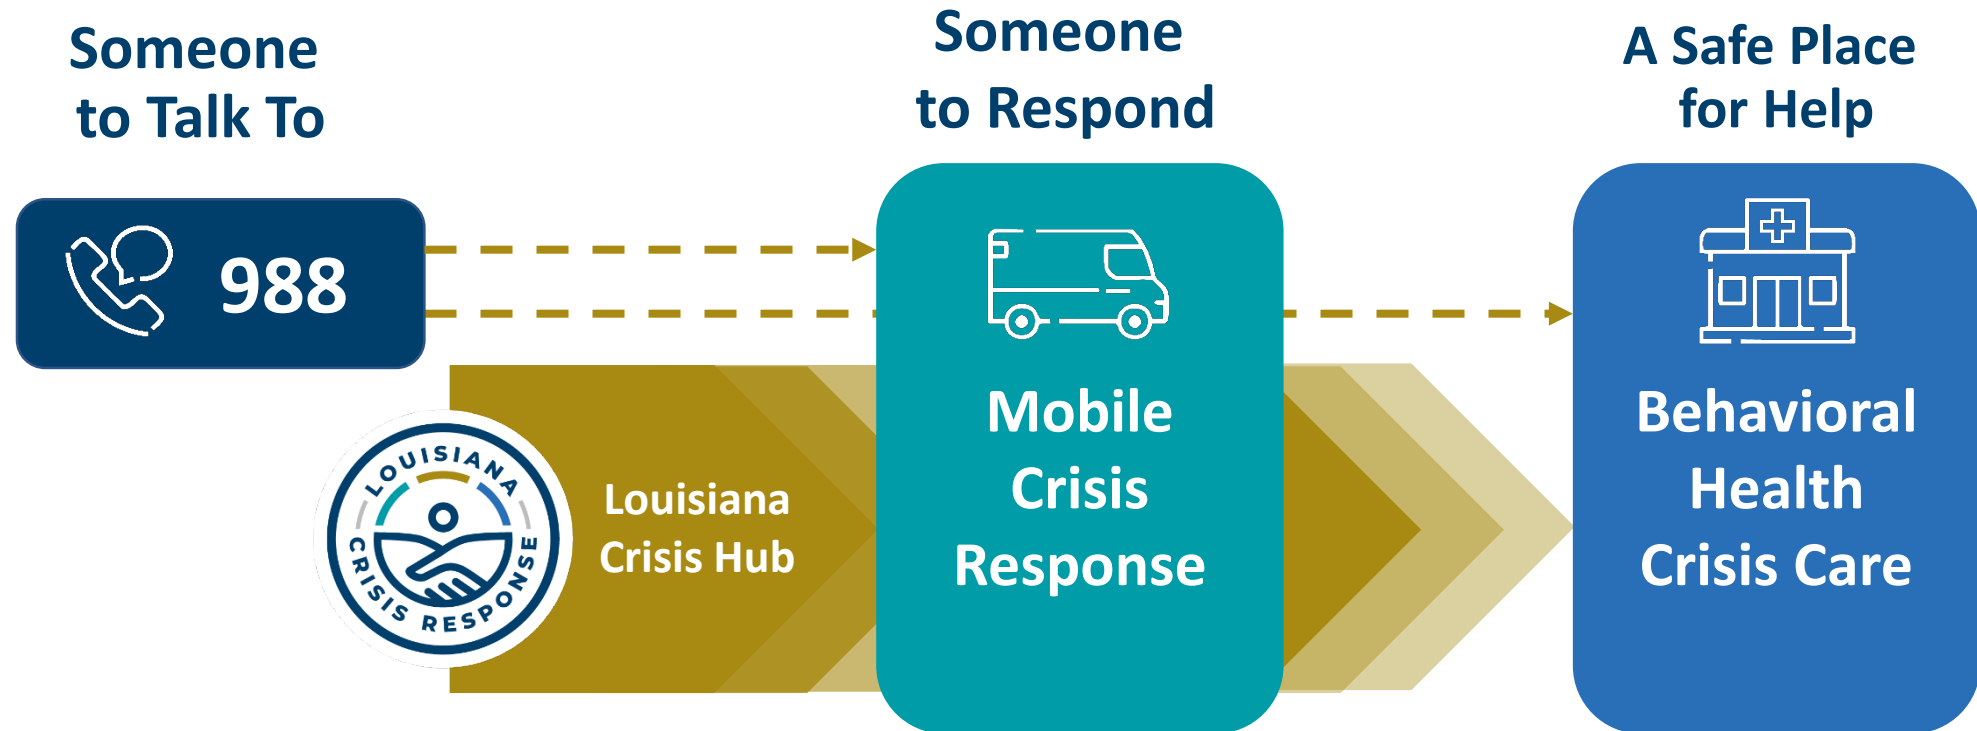 Someone
to Talk To
988
Someone
to Respond
A Safe Place
for Help
LOUISIANA
CRISIS RESPONSE
Louisiana
Crisis Hub
Mobile
Crisis
Response
Behavioral
Health
Crisis Care